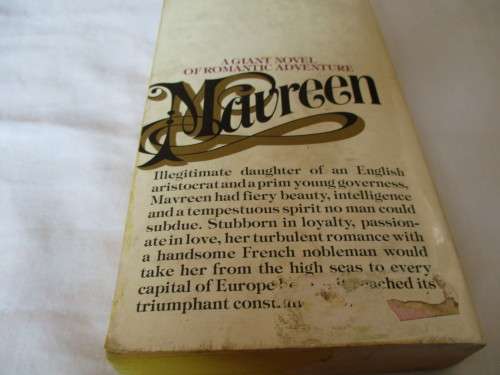 A GIANT NOVEL
OF ROMANTIC ADVENTURE
Mavreen
Illegitimate daughter of an English
aristocrat and a prim young governess,
Mavreen had fiery beauty, intelligence
and a tempestuous spirit no man could
subdue. Stubborn in loyalty, passion-
ate in love, her turbulent romance with
a handsome French nobleman would
take her from the high seas to every
capital of Europe its
triumphant